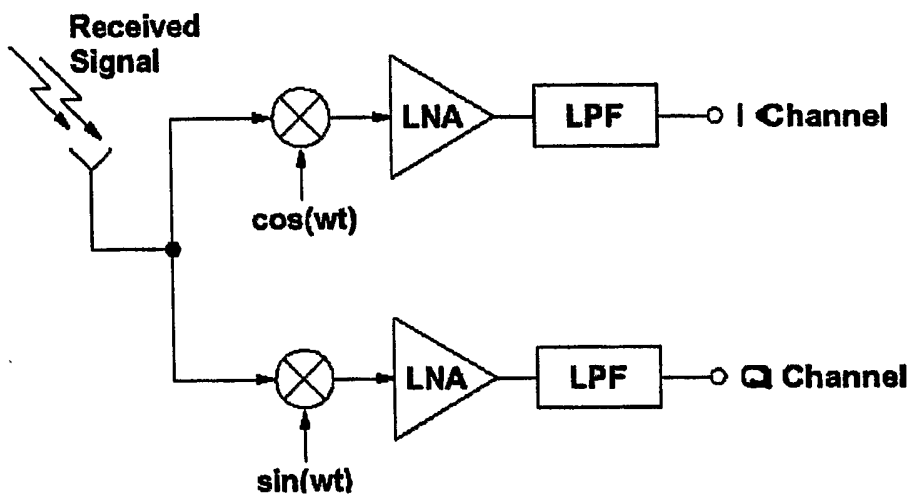 Received
Signal
LNA
LPF
I Channel
cos(wt)
LNA
LPF
Q Channel
sin(wt)